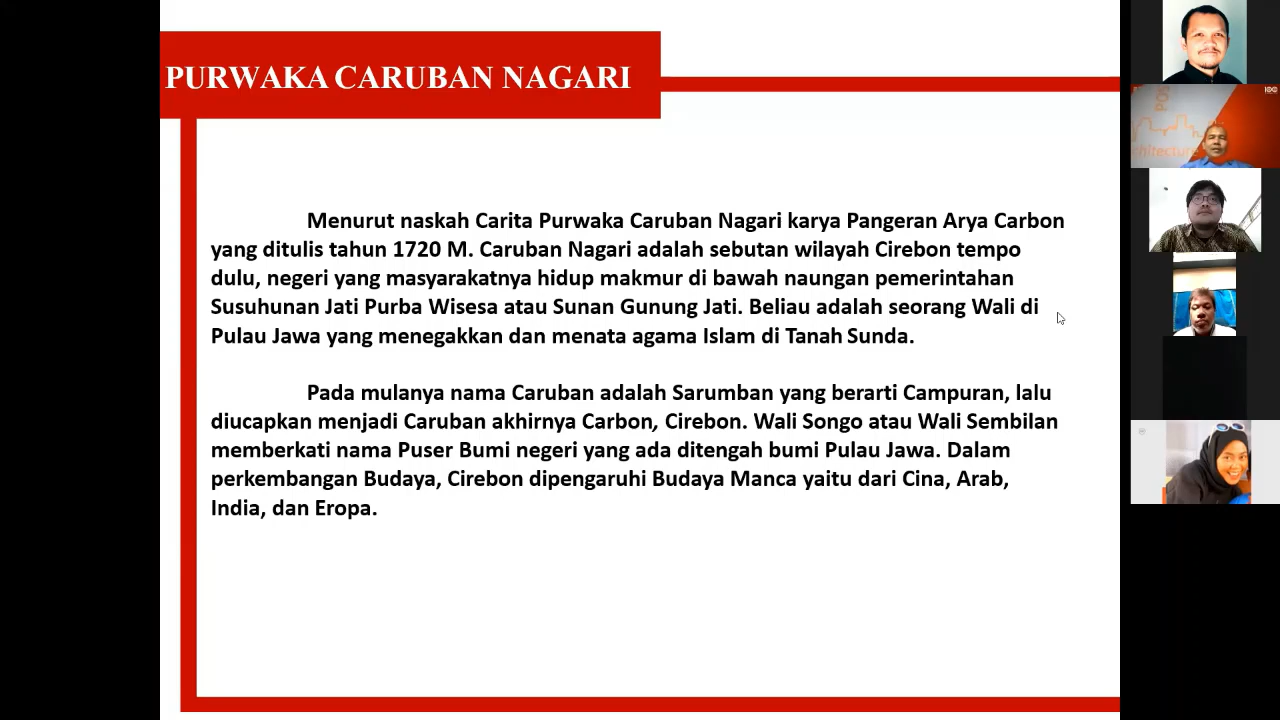 PURWAKA CARUBAN NAGARI
Menurut naskah Carita Purwaka Caruban Nagari karya Pangeran Arya Carbon
yang ditulis tahun 1720 M. Caruban Nagari adalah sebutan wilayah Cirebon tempo
dulu, negeri yang masyarakatnya hidup makmur di bawah naungan pemerintahan
Susuhunan Jati Purba Wisesa atau Sunan Gunung Jati. Beliau adalah seorang Wali di
Pulau Jawa yang menegakkan dan menata agama Islam di Tanah Sunda.
Pada mulanya nama Caruban adalah Sarumban yang berarti Campuran, lalu
diucapkan menjadi Caruban akhirnya Carbon, Cirebon. Wali Songo atau Wali Sembilan
memberkati nama Puser Bumi negeri yang ada ditengah bumi Pulau Jawa. Dalam
perkembangan Budaya, Cirebon dipengaruhi Budaya Manca yaitu dari Cina, Arab,
India, dan Eropa.